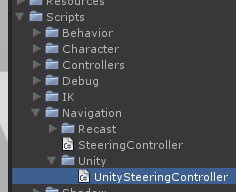 Resources
Scripts
Behavior
Character
Controllers
Debug
IK
Navigation
Recast
SteeringController
Unity
UnitySteeringController
Shadow